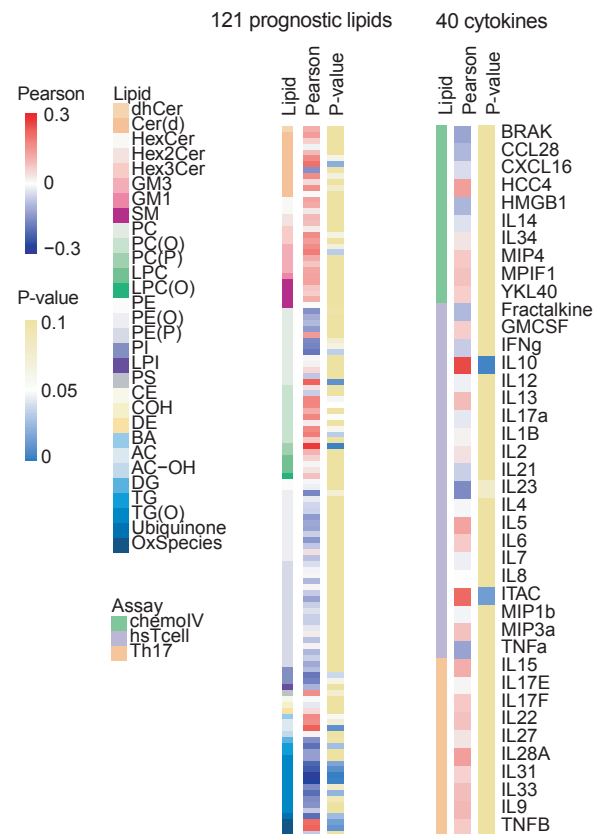 121 prognostic lipids
40 cytokines
Pearson
0.3
0
−0.3
P-value
0.1
0.05
0
Lipid
dhCer
Cer(d)
HexCer
Hex2Cer
Hex3Cer
GM3
GM1
SM
PC
PC(O)
PC(P)
LPC
LPC(O)
PE
PE(O)
PE(P)
PI
LPI
PS
CE
COH
DE
BA
AC
AC−OH
DG
TG
TG(O)
Ubiquinone
OxSpecies
Assay
chemoIV
hsTcell
Th17
Lipid
Pearson
P-value
Lipid
Pearson
P-value
BRAK
CCL28
CXCL16
HCC4
HMGB1
IL14
IL34
MIP4
MPIF1
YKL40
Fractalkine
GMCSF
IFNg
IL10
IL12
IL13
IL17a
IL1B
IL2
IL21
IL23
IL4
IL5
IL6
IL7
IL8
ITAC
MIP1b
MIP3a
TNFa
IL15
IL17E
IL17F
IL22
IL27
IL28A
IL31
IL33
IL9
TNFB